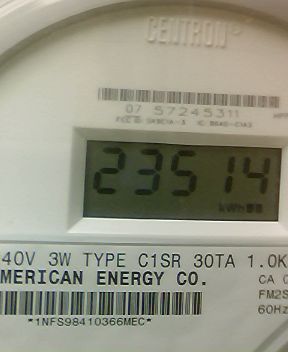 CENTRON®
07 57245311
23514
kWh
40V 3W TYPE C1SR 30TA 1.0K
MERICAN ENERGY CO.
CA 0
FM2S
60Hz
*1NFS98410366MEC*